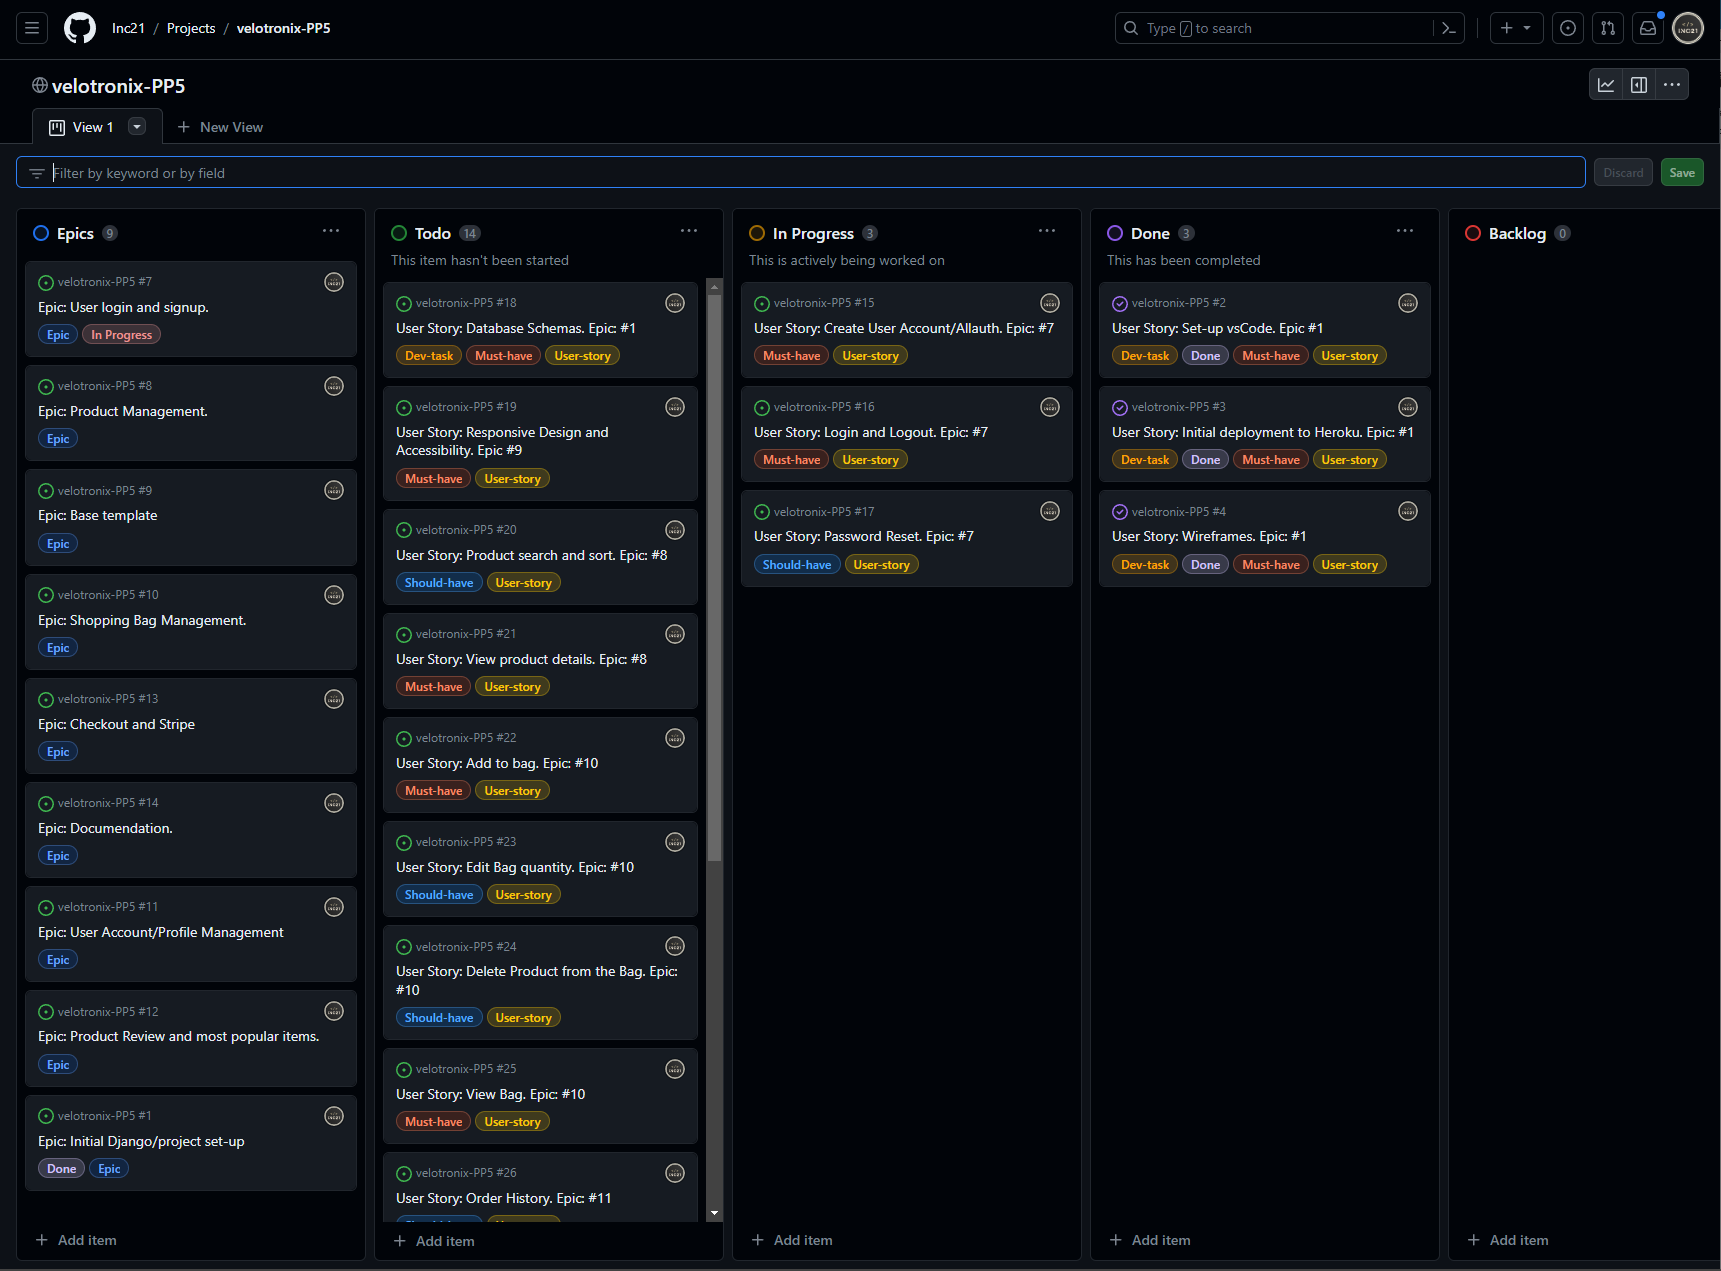 Inc21 / Projects / velotronix-PP5
Type / to search
velotronix-PP5
View 1
New View
Filter by keyword or by field
Discard
Save
Epics 9
velotronix-PP5 #7
Epic: User login and signup.
Epic In Progress
velotronix-PP5 #8
Epic: Product Management.
Epic
velotronix-PP5 #9
Epic: Base template
Epic
velotronix-PP5 #10
Epic: Shopping Bag Management.
Epic
velotronix-PP5 #13
Epic: Checkout and Stripe
Epic
velotronix-PP5 #14
Epic: Documendation.
Epic
velotronix-PP5 #11
Epic: User Account/Profile Management
Epic
velotronix-PP5 #12
Epic: Product Review and most popular items.
Epic
velotronix-PP5 #1
Epic: Initial Django/project set-up
Done Epic
Add item
Todo 14
This item hasn't been started
velotronix-PP5 #18
User Story: Database Schemas. Epic: #1
Dev-task Must-have User-story
velotronix-PP5 #19
User Story: Responsive Design and
Accessibility. Epic #9
Must-have User-story
velotronix-PP5 #20
User Story: Product search and sort. Epic: #8
Should-have User-story
velotronix-PP5 #21
User Story: View product details. Epic: #8
Must-have User-story
velotronix-PP5 #22
User Story: Add to bag. Epic: #10
Must-have User-story
velotronix-PP5 #23
User Story: Edit Bag quantity. Epic: #10
Should-have User-story
velotronix-PP5 #24
User Story: Delete Product from the Bag. Epic:
#10
Should-have User-story
velotronix-PP5 #25
User Story: View Bag. Epic: #10
Must-have User-story
velotronix-PP5 #26
User Story: Order History. Epic: #11
Add item
In Progress 3
This is actively being worked on
velotronix-PP5 #15
User Story: Create User Account/Allauth. Epic: #7
Must-have User-story
velotronix-PP5 #16
User Story: Login and Logout. Epic: #7
Must-have User-story
velotronix-PP5 #17
User Story: Password Reset. Epic: #7
Should-have User-story
Add item
Done 3
This has been completed
velotronix-PP5 #2
User Story: Set-up vsCode. Epic #1
Dev-task Done Must-have User-story
velotronix-PP5 #3
User Story: Initial deployment to Heroku. Epic: #1
Dev-task Done Must-have User-story
velotronix-PP5 #4
User Story: Wireframes. Epic: #1
Dev-task Done Must-have User-story
Add item
Backlog 0
Add item